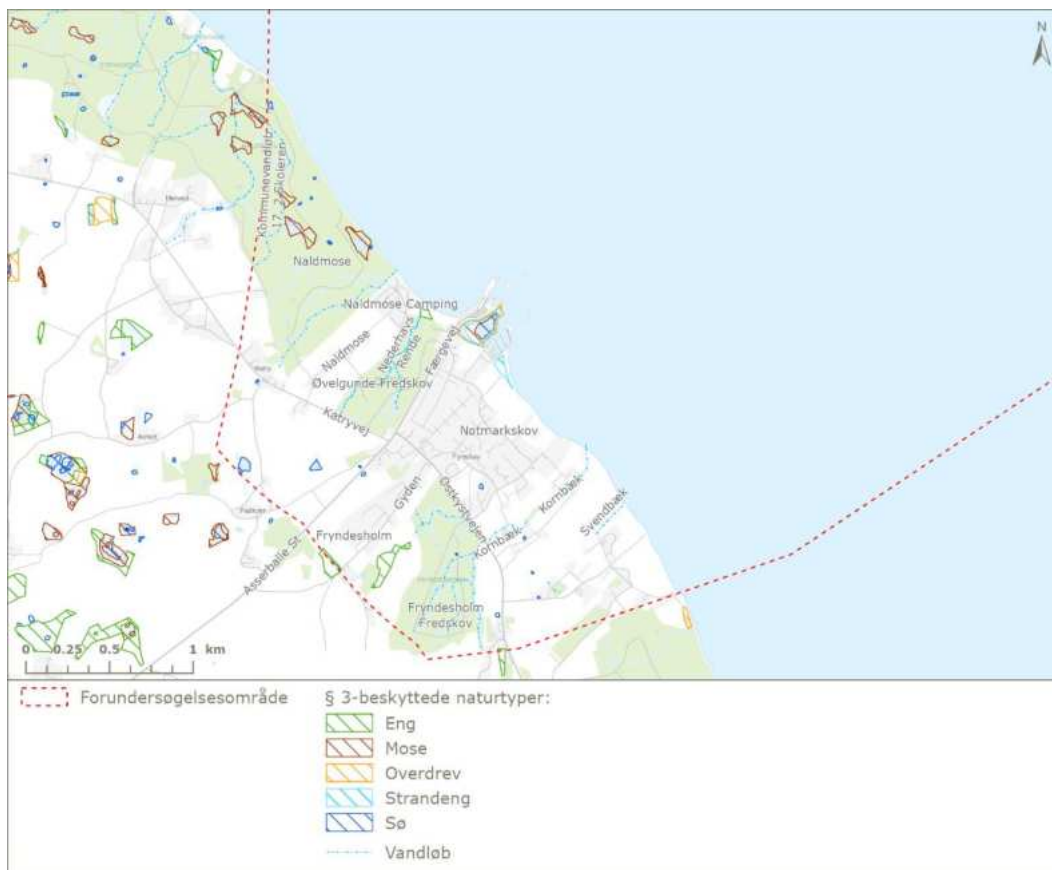 N
Kommunevandløb
17, 2 Skoleren
Naldmose
Naldmose Camping
Nederhavs
Rende
Færgevej
Naldmose
Øvelgunde Fredskov
Katryvej
Notmarkskov
Fynshav
Gyden
Østkystvejen
Kornbæk
Kornbæk
Svendbæk
Fryndesholm
Asserballe St.
Fryndesholm
Fredskov
0 0.25 0.5 1 km
Forundersøgelsesområde
§ 3-beskyttede naturtyper:
Eng
Mose
Overdrev
Strandeng
Sø
Vandløb